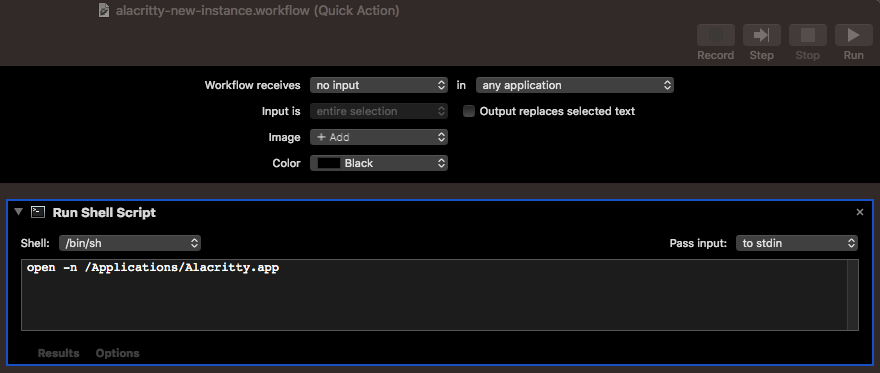 alacritty-new-instance.workflow (Quick Action)
Record Step Stop Run
Workflow receives no input in any application
Input is entire selection Output replaces selected text
Image + Add
Color Black
Run Shell Script ×
Shell: /bin/sh Pass input: to stdin
open -n /Applications/Alacritty.app
Results Options